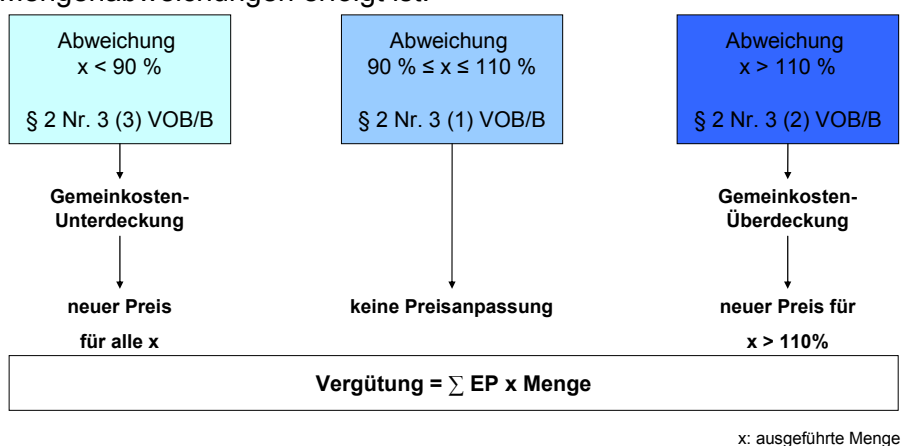 Mengenabweichungen erfolgt ist.
Abweichung
x < 90 %
§ 2 Nr. 3 (3) VOB/B
Abweichung
90 % ≤ x ≤ 110 %
§ 2 Nr. 3 (1) VOB/B
Abweichung
x > 110 %
§ 2 Nr. 3 (2) VOB/B
Gemeinkosten-
Unterdeckung
Gemeinkosten-
Überdeckung
neuer Preis
für alle x
keine Preisanpassung
neuer Preis für
x > 110%
Vergütung = ∑ EP x Menge
x: ausgeführte Menge